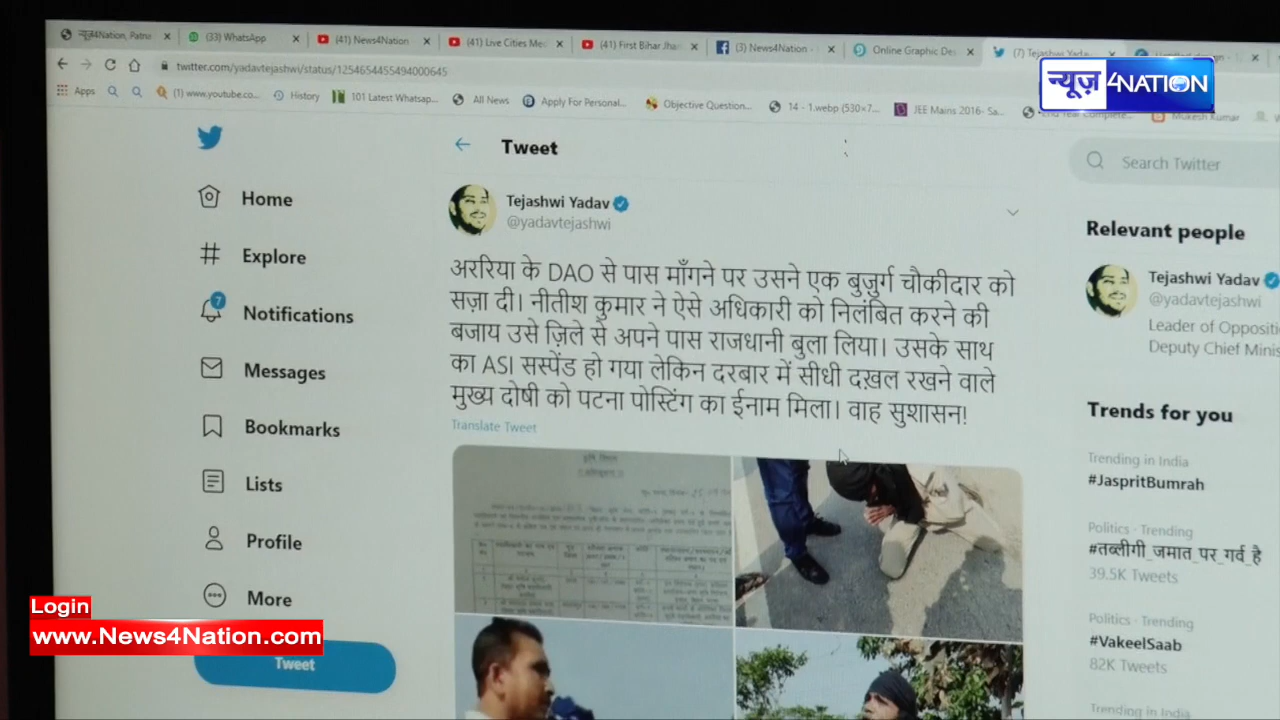 न्यूज़4Nation, Patna
(33) WhatsApp
(41) News4Nation
(41) Live Cities Me
(41) First Bihar Jha
(3) News4Nation -
Online Graphic De
(7) Tejashwi Yada
twitter.com/yadavtejashwi/status/1254654455494000645
न्यूज़4NATION
Apps
(1) www.youtube.co...
History
101 Latest Whatsap...
All News
Apply For Personal...
Objective Question...
14 - 1.webp (530×7...
JEE Mains 2016- Sa...
Mukesh Kumar
Tweet
Search Twitter
Home
Explore
7
Notifications
Messages
Bookmarks
Lists
Profile
More
Tweet
Tejashwi Yadav
@yadavtejashwi
अररिया के DAO से पास माँगने पर उसने एक बुज़ुर्ग चौकीदार को
सज़ा दी। नीतीश कुमार ने ऐसे अधिकारी को निलंबित करने की
बजाय उसे ज़िले से अपने पास राजधानी बुला लिया। उसके साथ
का ASI सस्पेंड हो गया लेकिन दरबार में सीधी दख़ल रखने वाले
मुख्य दोषी को पटना पोस्टिंग का ईनाम मिला। वाह सुशासन!
Translate Tweet
Relevant people
Tejashwi Yadav
@yadavtejashwi
Leader of Oppositi
Deputy Chief Minis
Trends for you
Trending in India
#JaspritBumrah
Politics · Trending
#तब्लीगी_जमात_पर_गर्व_है
39.5K Tweets
Politics · Trending
#VakeelSaab
82K Tweets
Trending in India
Login
www.News4Nation.com